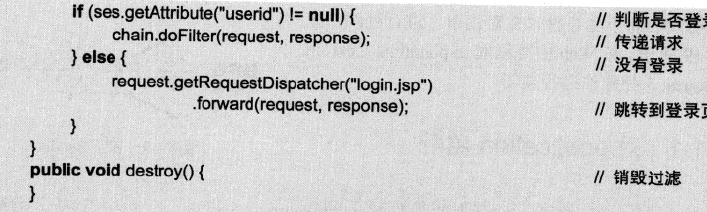 if (ses.getAttribute("userid") != null) { // 判断是否登录
chain.doFilter(request, response); // 传递请求
} else { // 没有登录
request.getRequestDispatcher("login.jsp")
.forward(request, response); // 跳转到登录页
}
}
public void destroy() { // 销毁过滤
}